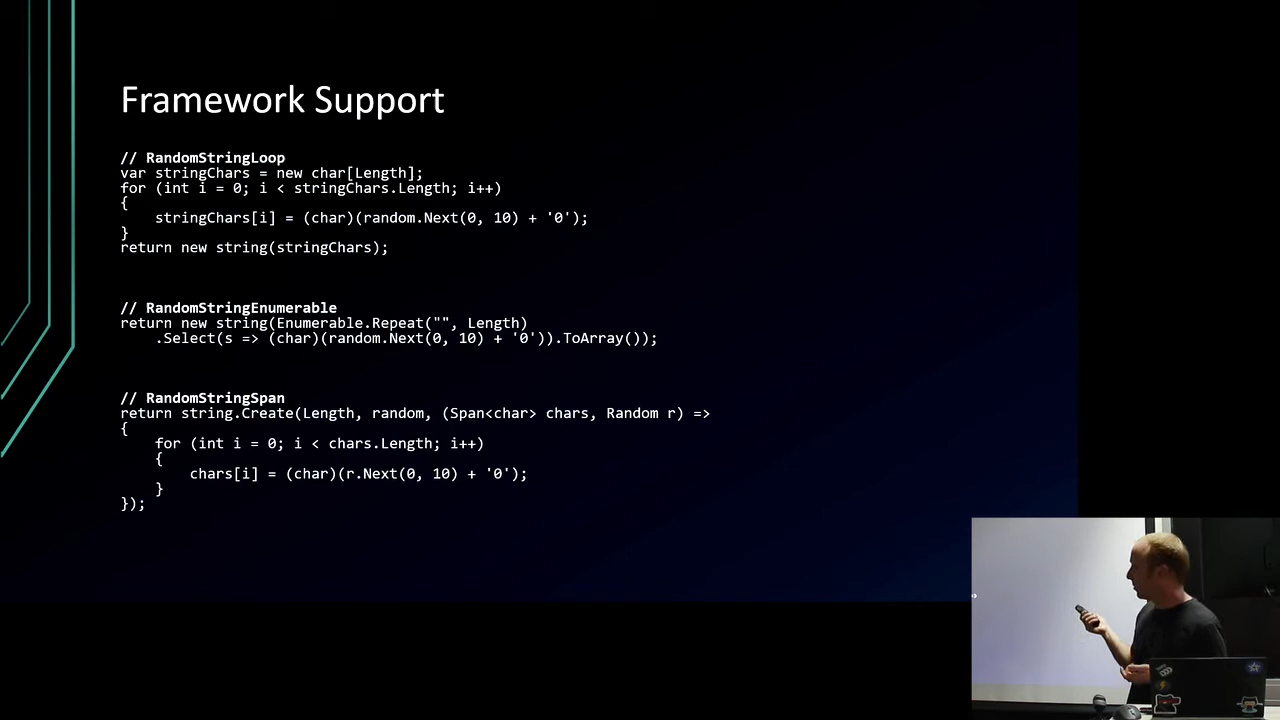 Framework Support
// RandomStringLoop
var stringChars = new char[Length];
for (int i = 0; i < stringChars.Length; i++)
{
    stringChars[i] = (char)(random.Next(0, 10) + '0');
}
return new string(stringChars);
// RandomStringEnumerable
return new string(Enumerable.Repeat("", Length)
    .Select(s => (char)(random.Next(0, 10) + '0')).ToArray());
// RandomStringSpan
return string.Create(Length, random, (Span<char> chars, Random r) =>
{
    for (int i = 0; i < chars.Length; i++)
    {
        chars[i] = (char)(r.Next(0, 10) + '0');
    }
});